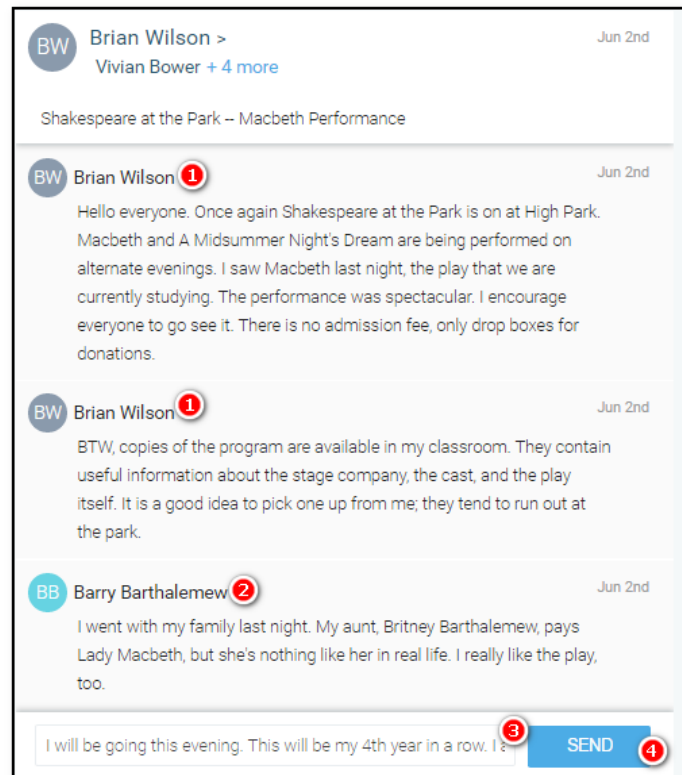 BW
Brian Wilson >
Jun 2nd
Vivian Bower + 4 more
Shakespeare at the Park -- Macbeth Performance
BW
Brian Wilson 1
Jun 2nd
Hello everyone. Once again Shakespeare at the Park is on at High Park.
Macbeth and A Midsummer Night's Dream are being performed on
alternate evenings. I saw Macbeth last night, the play that we are
currently studying. The performance was spectacular. I encourage
everyone to go see it. There is no admission fee, only drop boxes for
donations.
BW
Brian Wilson 1
Jun 2nd
BTW, copies of the program are available in my classroom. They contain
useful information about the stage company, the cast, and the play
itself. It is a good idea to pick one up from me; they tend to run out at
the park.
BB
Barry Barthalemew 2
Jun 2nd
I went with my family last night. My aunt, Britney Barthalemew, pays
Lady Macbeth, but she's nothing like her in real life. I really like the play,
too.
I will be going this evening. This will be my 4th year in a row. I
3
SEND
4